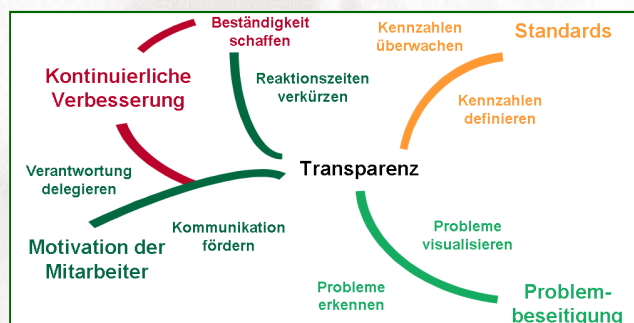 Beständigkeit
schaffen
Kennzahlen
überwachen
Standards
Kontinuierliche
Verbesserung
Reaktionszeiten
verkürzen
Kennzahlen
definieren
Transparenz
Verantwortung
delegieren
Kommunikation
fördern
Motivation der
Mitarbeiter
Probleme
visualisieren
Probleme
erkennen
Problem-
beseitigung